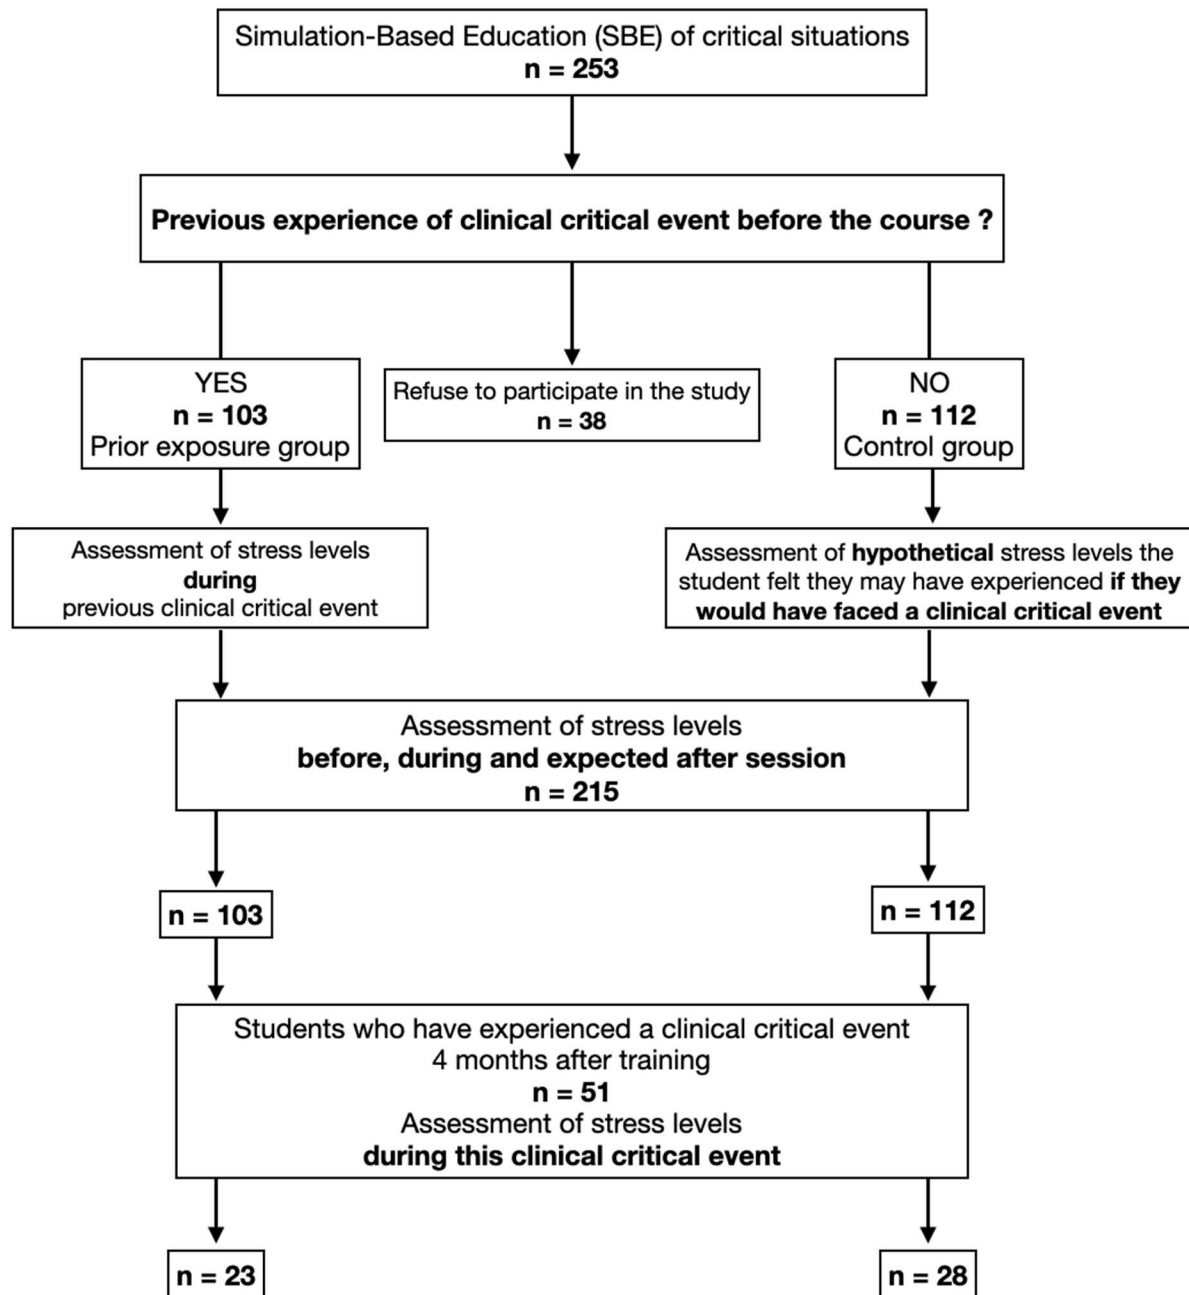 Simulation-Based Education (SBE) of critical situations
n = 253
Previous experience of clinical critical event before the course ?
YES
n = 103
Prior exposure group
Refuse to participate in the study
n = 38
NO
n = 112
Control group
Assessment of stress levels
during
previous clinical critical event
Assessment of hypothetical stress levels the
student felt they may have experienced if they
would have faced a clinical critical event
Assessment of stress levels
before, during and expected after session
n = 215
n = 103
n = 112
Students who have experienced a clinical critical event
4 months after training
n = 51
Assessment of stress levels
during this clinical critical event
n = 23
n = 28